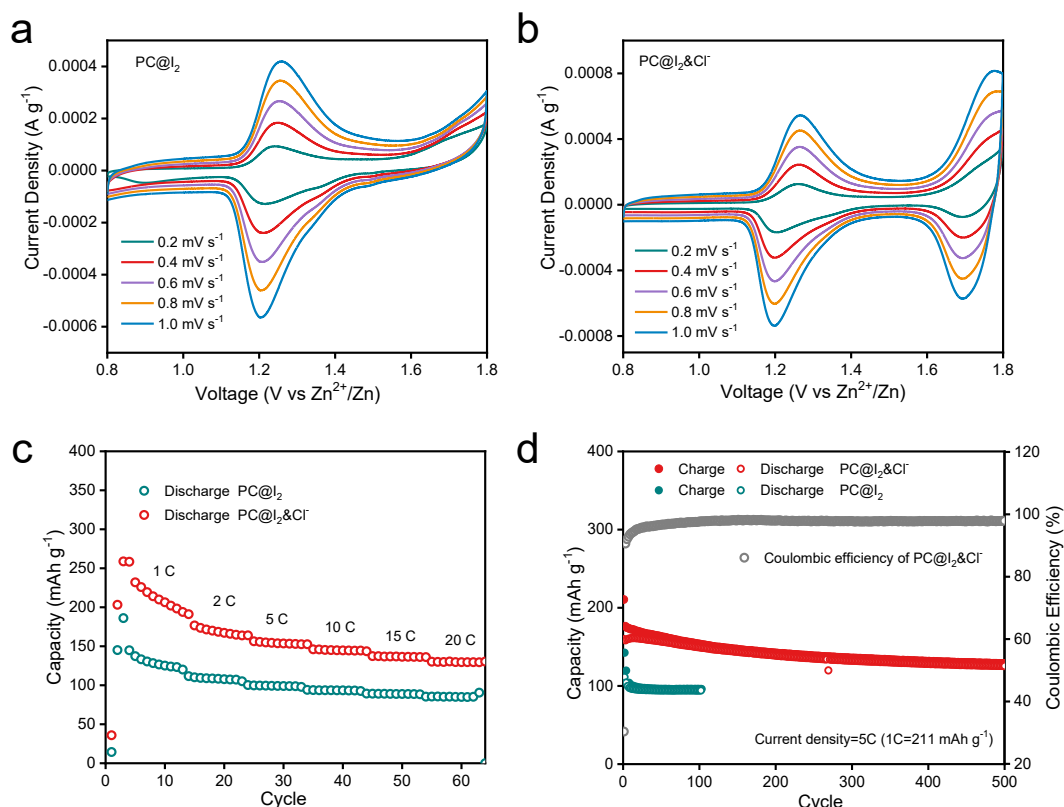 a
PC@I₂
0.0004
0.0002
0.0000
-0.0002
-0.0004
-0.0006
Current Density (A g⁻¹)
0.2 mV s⁻¹
0.4 mV s⁻¹
0.6 mV s⁻¹
0.8 mV s⁻¹
1.0 mV s⁻¹
0.8 1.0 1.2 1.4 1.6 1.8
Voltage (V vs Zn²⁺/Zn)
b
PC@I₂&Cl⁻
0.0008
0.0004
0.0000
-0.0004
-0.0008
Current Density (A g⁻¹)
0.2 mV s⁻¹
0.4 mV s⁻¹
0.6 mV s⁻¹
0.8 mV s⁻¹
1.0 mV s⁻¹
0.8 1.0 1.2 1.4 1.6 1.8
Voltage (V vs Zn²⁺/Zn)
c
400
350
300
250
200
150
100
50
0
Capacity (mAh g⁻¹)
Discharge PC@I₂
Discharge PC@I₂&Cl⁻
1 C
2 C
5 C
10 C
15 C
20 C
0 10 20 30 40 50 60
Cycle
d
400
300
200
100
0
Capacity (mAh g⁻¹)
Charge Discharge PC@I₂&Cl⁻
Charge Discharge PC@I₂
Coulombic efficiency of PC@I₂&Cl⁻
Current density=5C (1C=211 mAh g⁻¹)
120
100
80
60
40
20
Coulombic Efficiency (%)
0 100 200 300 400 500
Cycle